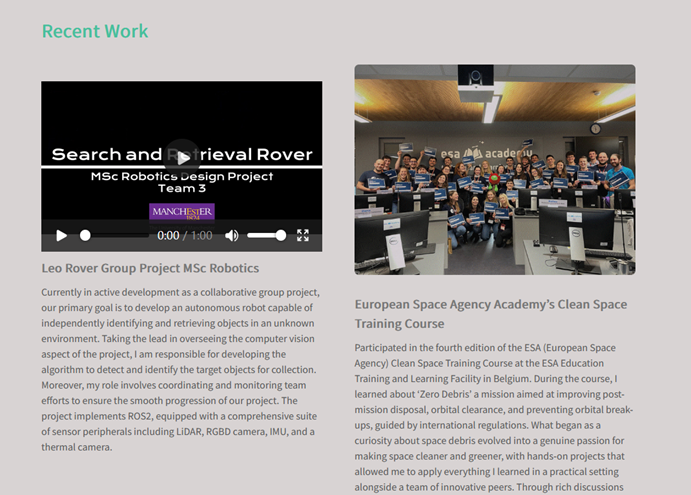 Recent Work
Search and Retrieval Rover
MSc Robotics Design Project
Team 3
MANCHESTER
1824
0:00 / 1:00
Leo Rover Group Project MSc Robotics
Currently in active development as a collaborative group project,
our primary goal is to develop an autonomous robot capable of
independently identifying and retrieving objects in an unknown
environment. Taking the lead in overseeing the computer vision
aspect of the project, I am responsible for developing the
algorithm to detect and identify the target objects for collection.
Moreover, my role involves coordinating and monitoring team
efforts to ensure the smooth progression of our project. The
project implements ROS2, equipped with a comprehensive suite
of sensor peripherals including LiDAR, RGBD camera, IMU, and a
thermal camera.
esa academy
European Space Agency Academy's Clean Space
Training Course
Participated in the fourth edition of the ESA (European Space
Agency) Clean Space Training Course at the ESA Education
Training and Learning Facility in Belgium. During the course, I
learned about 'Zero Debris' a mission aimed at improving post-
mission disposal, orbital clearance, and preventing orbital break-
ups, guided by international regulations. What began as a
curiosity about space debris evolved into a genuine passion for
making space cleaner and greener, with hands-on projects that
allowed me to apply everything I learned in a practical setting
alongside a team of innovative peers. Through rich discussions